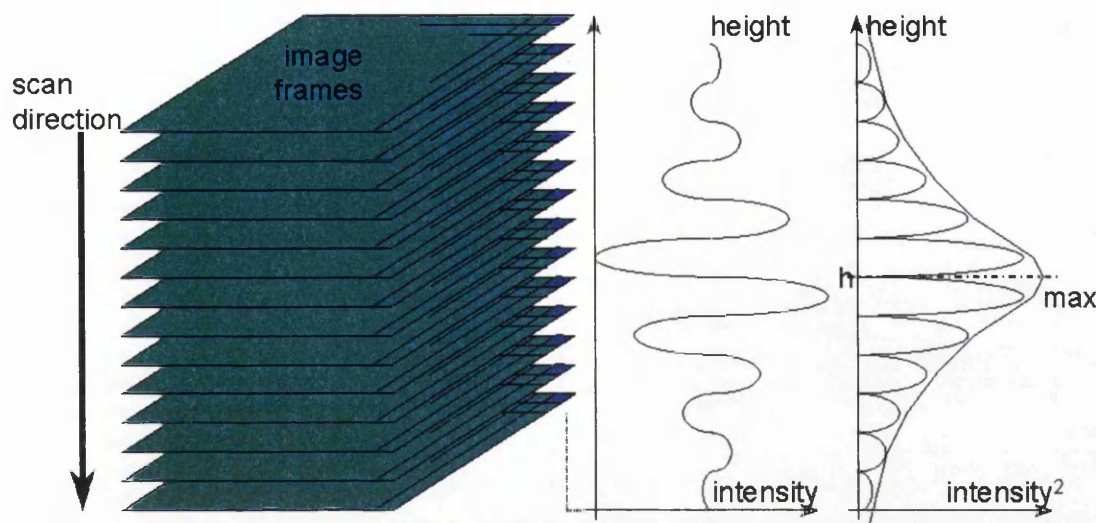 image
frames
scan
direction
height
height
h
max
intensity
intensity²